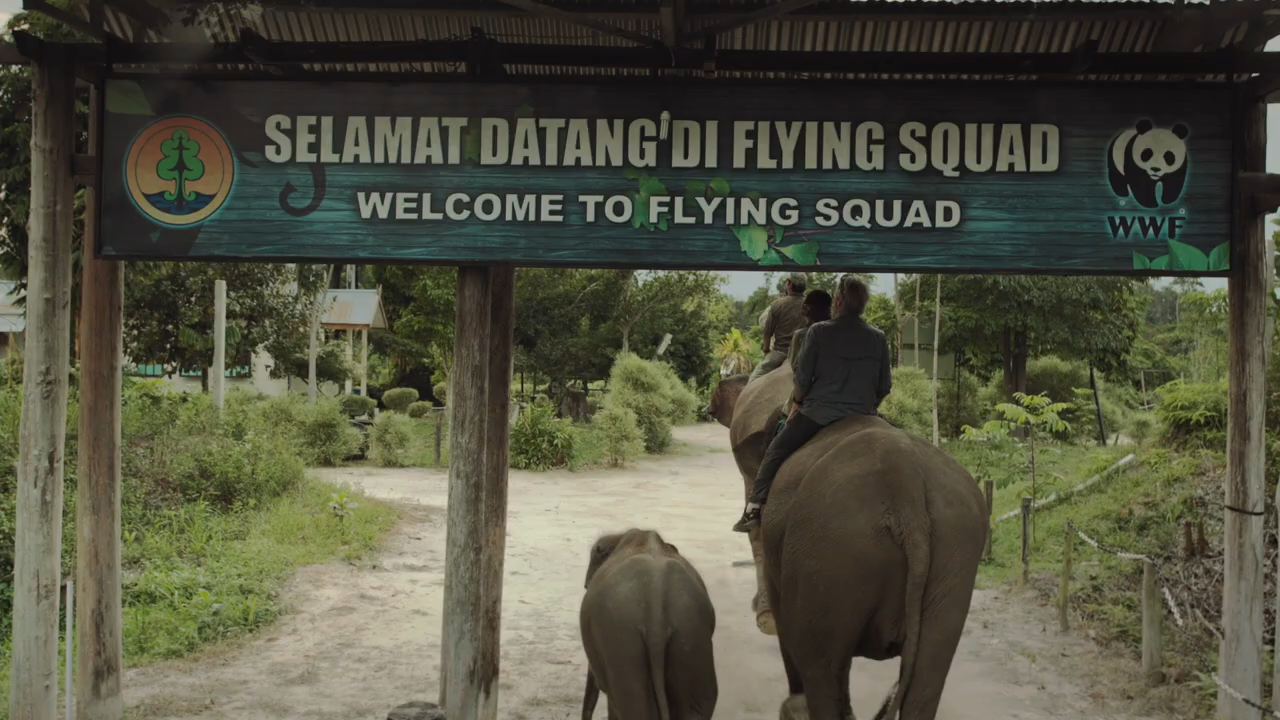 SELAMAT DATANG DI FLYING SQUAD
WELCOME TO FLYING SQUAD
WWF